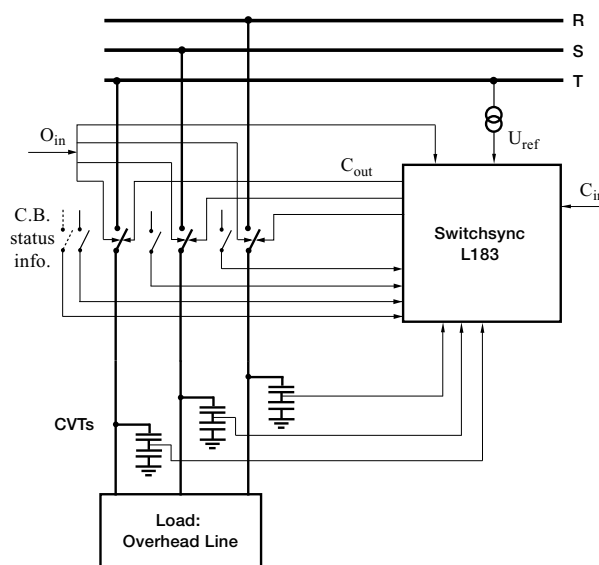 R
S
T
O_in
U_ref
C_out
C_in
C.B.
status
info.
Switchsync
L183
CVTs
Load:
Overhead Line